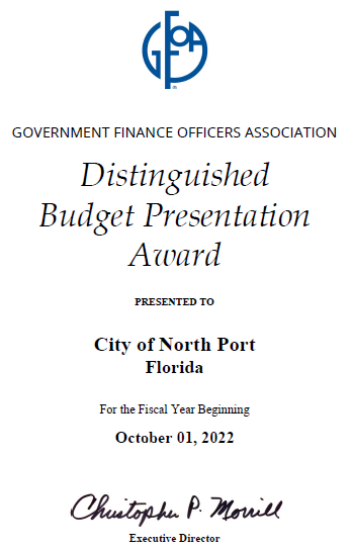 GFOA
GOVERNMENT FINANCE OFFICERS ASSOCIATION
Distinguished
Budget Presentation
Award
PRESENTED TO
City of North Port
Florida
For the Fiscal Year Beginning
October 01, 2022
Christopher P. Morrill
Executive Director